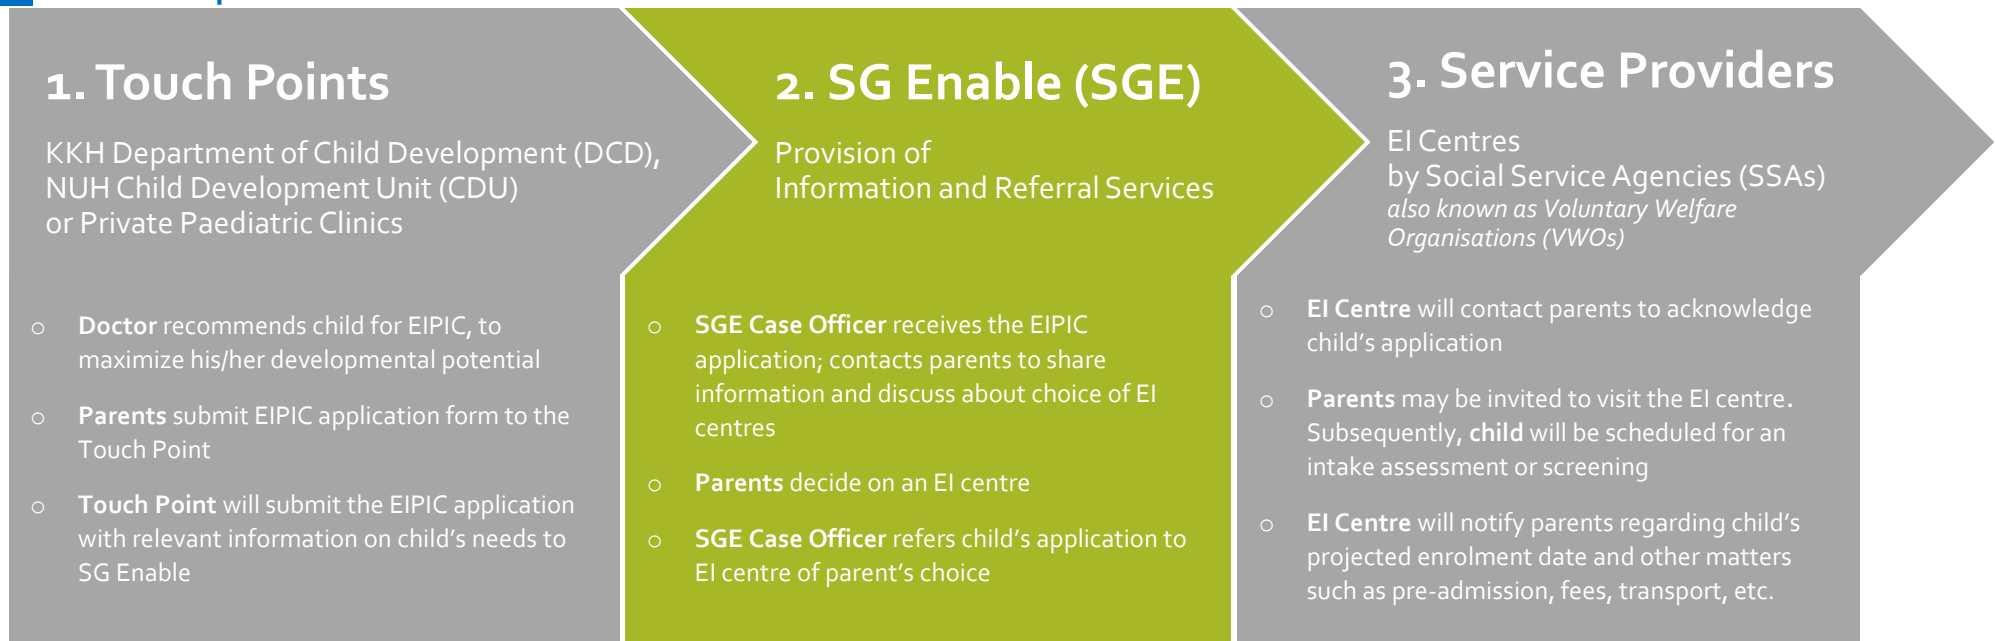 1. Touch Points
KKH Department of Child Development (DCD),
NUH Child Development Unit (CDU)
or Private Paediatric Clinics
o Doctor recommends child for EIPIC, to
maximize his/her developmental potential
o Parents submit EIPIC application form to the
Touch Point
o Touch Point will submit the EIPIC application
with relevant information on child's needs to
SG Enable
2. SG Enable (SGE)
Provision of
Information and Referral Services
o SGE Case Officer receives the EIPIC
application; contacts parents to share
information and discuss about choice of EI
centres
o Parents decide on an EI centre
o SGE Case Officer refers child's application to
EI centre of parent's choice
3. Service Providers
EI Centres
by Social Service Agencies (SSAs)
also known as Voluntary Welfare
Organisations (VWOs)
o EI Centre will contact parents to acknowledge
child's application
o Parents may be invited to visit the EI centre.
Subsequently, child will be scheduled for an
intake assessment or screening
o EI Centre will notify parents regarding child's
projected enrolment date and other matters
such as pre-admission, fees, transport, etc.